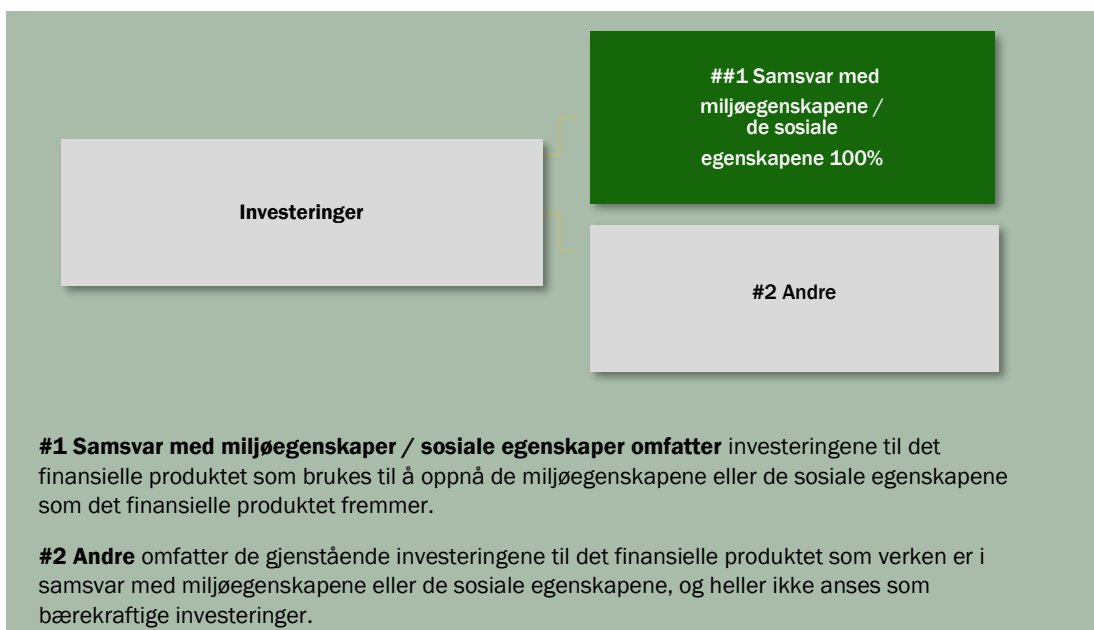 ##1 Samsvar med
miljøegenskapene /
de sosiale
egenskapene 100%
Investeringer
#2 Andre
#1 Samsvar med miljøegenskaper / sosiale egenskaper omfatter investeringene til det
finansielle produktet som brukes til å oppnå de miljøegenskapene eller de sosiale egenskapene
som det finansielle produktet fremmer.
#2 Andre omfatter de gjenstående investeringene til det finansielle produktet som verken er i
samsvar med miljøegenskapene eller de sosiale egenskapene, og heller ikke anses som
bærekraftige investeringer.